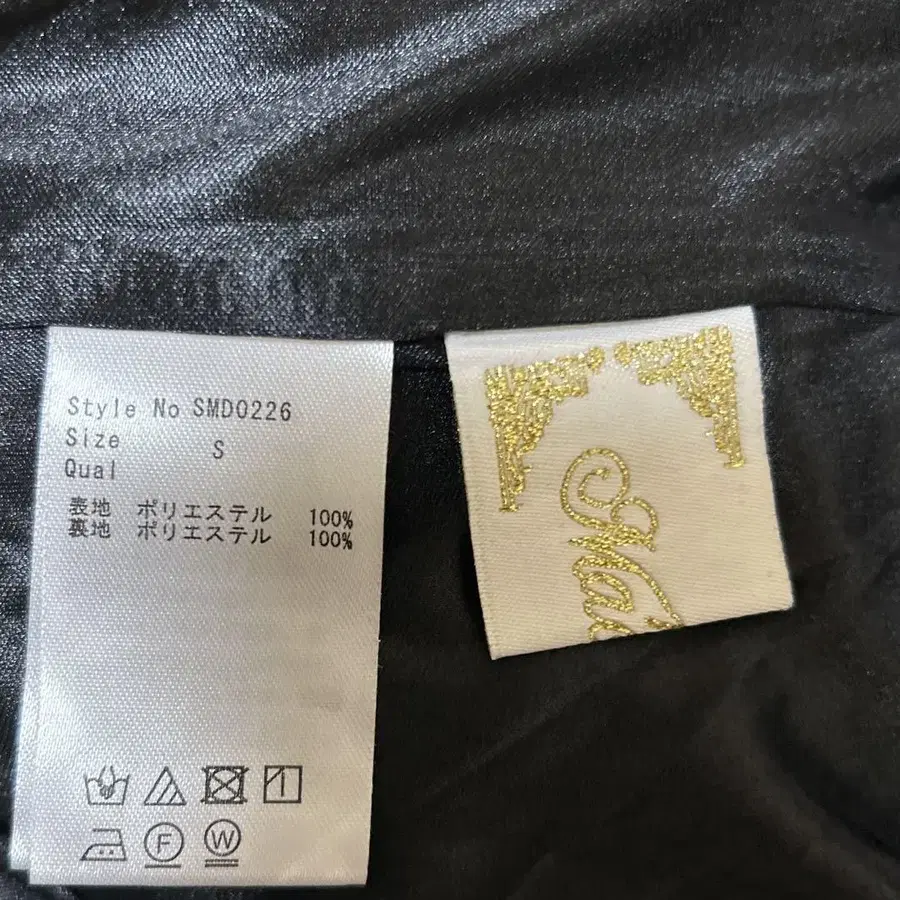 Style No SMD0226
Size S
Qual
表地 ポリエステル 100%
裏地 ポリエステル 100%
F W